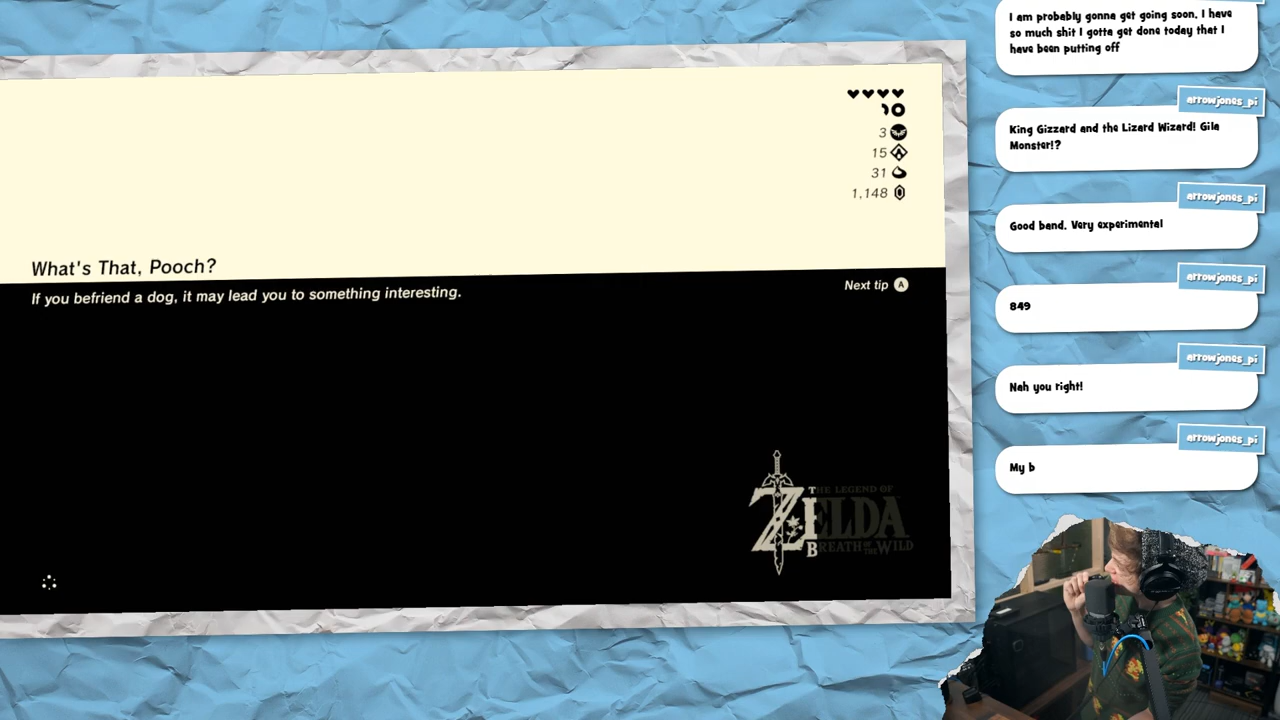 3
15
31
1,148
What's That, Pooch?
If you befriend a dog, it may lead you to something interesting.
Next tip A
THE LEGEND OF
ZELDA
BREATH OF THE WILD
I am probably gonna get going soon. I have
so much shit I gotta get done today that I
have been putting off
arrowjones_pi
King Gizzard and the Lizard Wizard! Gila
Monster!?
arrowjones_pi
Good band. Very experimental
arrowjones_pi
849
arrowjones_pi
Nah you right!
arrowjones_pi
My b